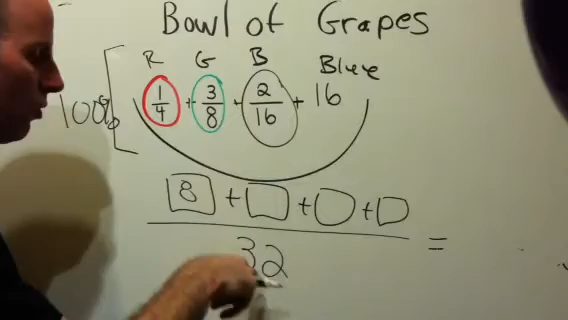 Bowl of Grapes
R G B Blue
100% [ 1/4 + 3/8 + 2/16 + 16
8 + □ + □ + □
32 =